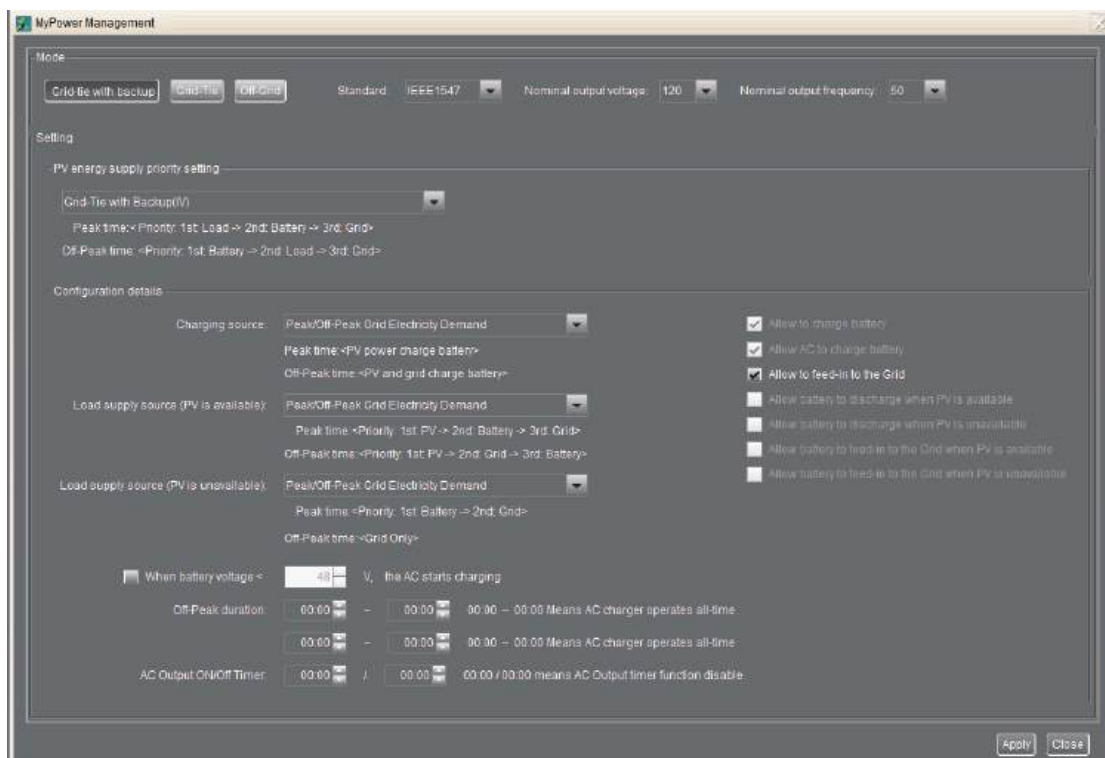 MyPower Management
Mode
Grid-tie with backup Grid-Tie Off-Grid Standard: IEEE1547 Nominal output voltage: 120 Nominal output frequency: 50
Setting
PV energy supply priority setting
Grid-Tie with Backup(IV)
Peak time:< Priority: 1st: Load -> 2nd: Battery -> 3rd: Grid>
Off-Peak time: <Priority: 1st: Battery -> 2nd: Load -> 3rd: Grid>
Configuration details
Charging source: Peak/Off-Peak Grid Electricity Demand Allow to charge battery
Peak time:<PV power charge battery> Allow AC to charge battery
Off-Peak time: <PV and grid charge battery> Allow to feed-in to the Grid
Load supply source (PV is available): Peak/Off-Peak Grid Electricity Demand Allow battery to discharge when PV is available
Peak time:<Priority: 1st: PV -> 2nd: Battery -> 3rd: Grid> Allow battery to discharge when PV is unavailable
Off-Peak time:<Priority: 1st: PV -> 2nd: Grid -> 3rd: Battery> Allow battery to feed-in to the Grid when PV is available
Load supply source (PV is unavailable): Peak/Off-Peak Grid Electricity Demand Allow battery to feed-in to the Grid when PV is unavailable
Peak time:<Priority: 1st: Battery -> 2nd: Grid>
Off-Peak time:<Grid Only>
When battery voltage < 48 V, the AC starts charging
Off-Peak duration: 00:00 – 00:00 00:00 – 00:00 Means AC charger operates all-time
00:00 – 00:00 00:00 – 00:00 Means AC charger operates all-time
AC Output ON/Off Timer: 00:00 / 00:00 00:00 / 00:00 means AC Output timer function disable
Apply Close